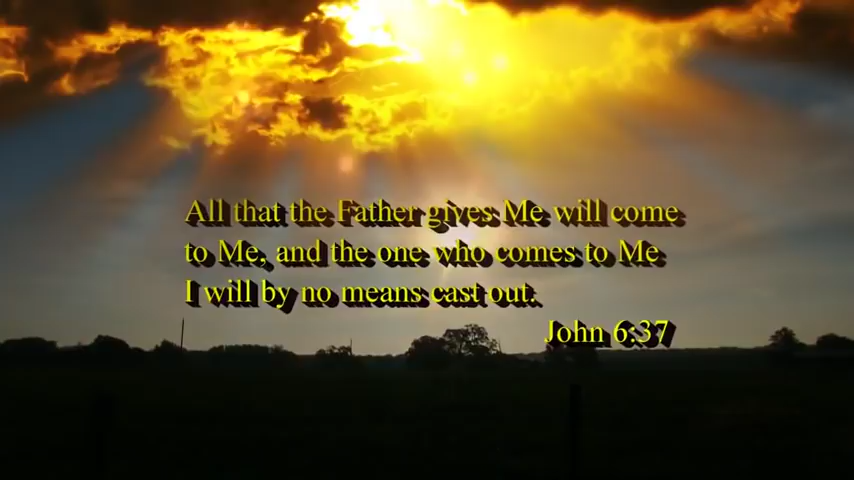 All that the Father gives Me will come
to Me, and the one who comes to Me
I will by no means cast out.
John 6:37